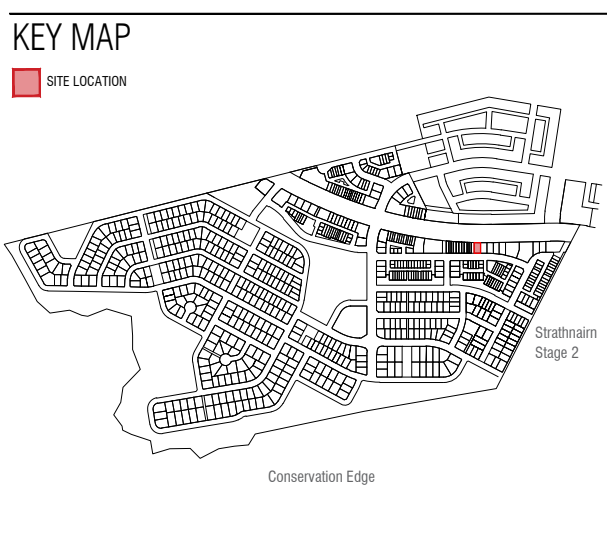 KEY MAP
SITE LOCATION
Strathnairn
Stage 2
Conservation Edge